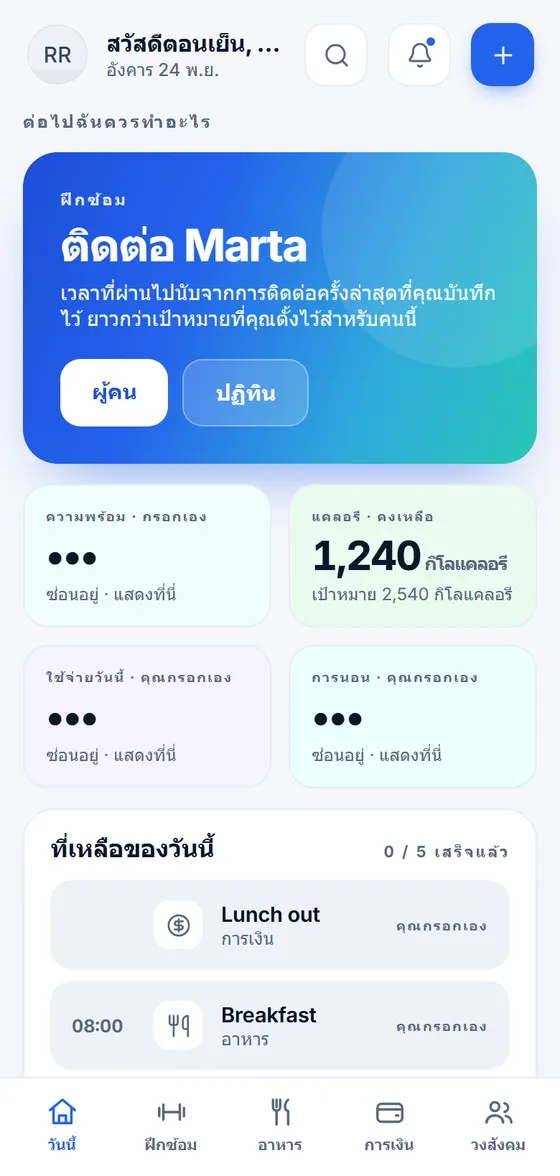 RR
สวัสดีตอนเย็น, ...
อังคาร 24 พ.ย.
ต่อไปฉันควรทำอะไร
ฝึกซ้อม
ติดต่อ Marta
เวลาที่ผ่านไปนับจากการติดต่อครั้งล่าสุดที่คุณบันทึก
ไว้ ยาวกว่าเป้าหมายที่คุณตั้งไว้สำหรับคนนี้
ผู้คน
ปฏิทิน
ความพร้อม · กรอกเอง
●●●
ซ่อนอยู่ · แสดงที่นี่
แคลอรี · คงเหลือ
1,240 กิโลแคลอรี
เป้าหมาย 2,540 กิโลแคลอรี
ใช้จ่ายวันนี้ · คุณกรอกเอง
●●●
ซ่อนอยู่ · แสดงที่นี่
การนอน · คุณกรอกเอง
●●●
ซ่อนอยู่ · แสดงที่นี่
ที่เหลือของวันนี้
0 / 5 เสร็จแล้ว
Lunch out
การเงิน
คุณกรอกเอง
08:00
Breakfast
อาหาร
คุณกรอกเอง
วันนี้
ฝึกซ้อม
อาหาร
การเงิน
วงสังคม